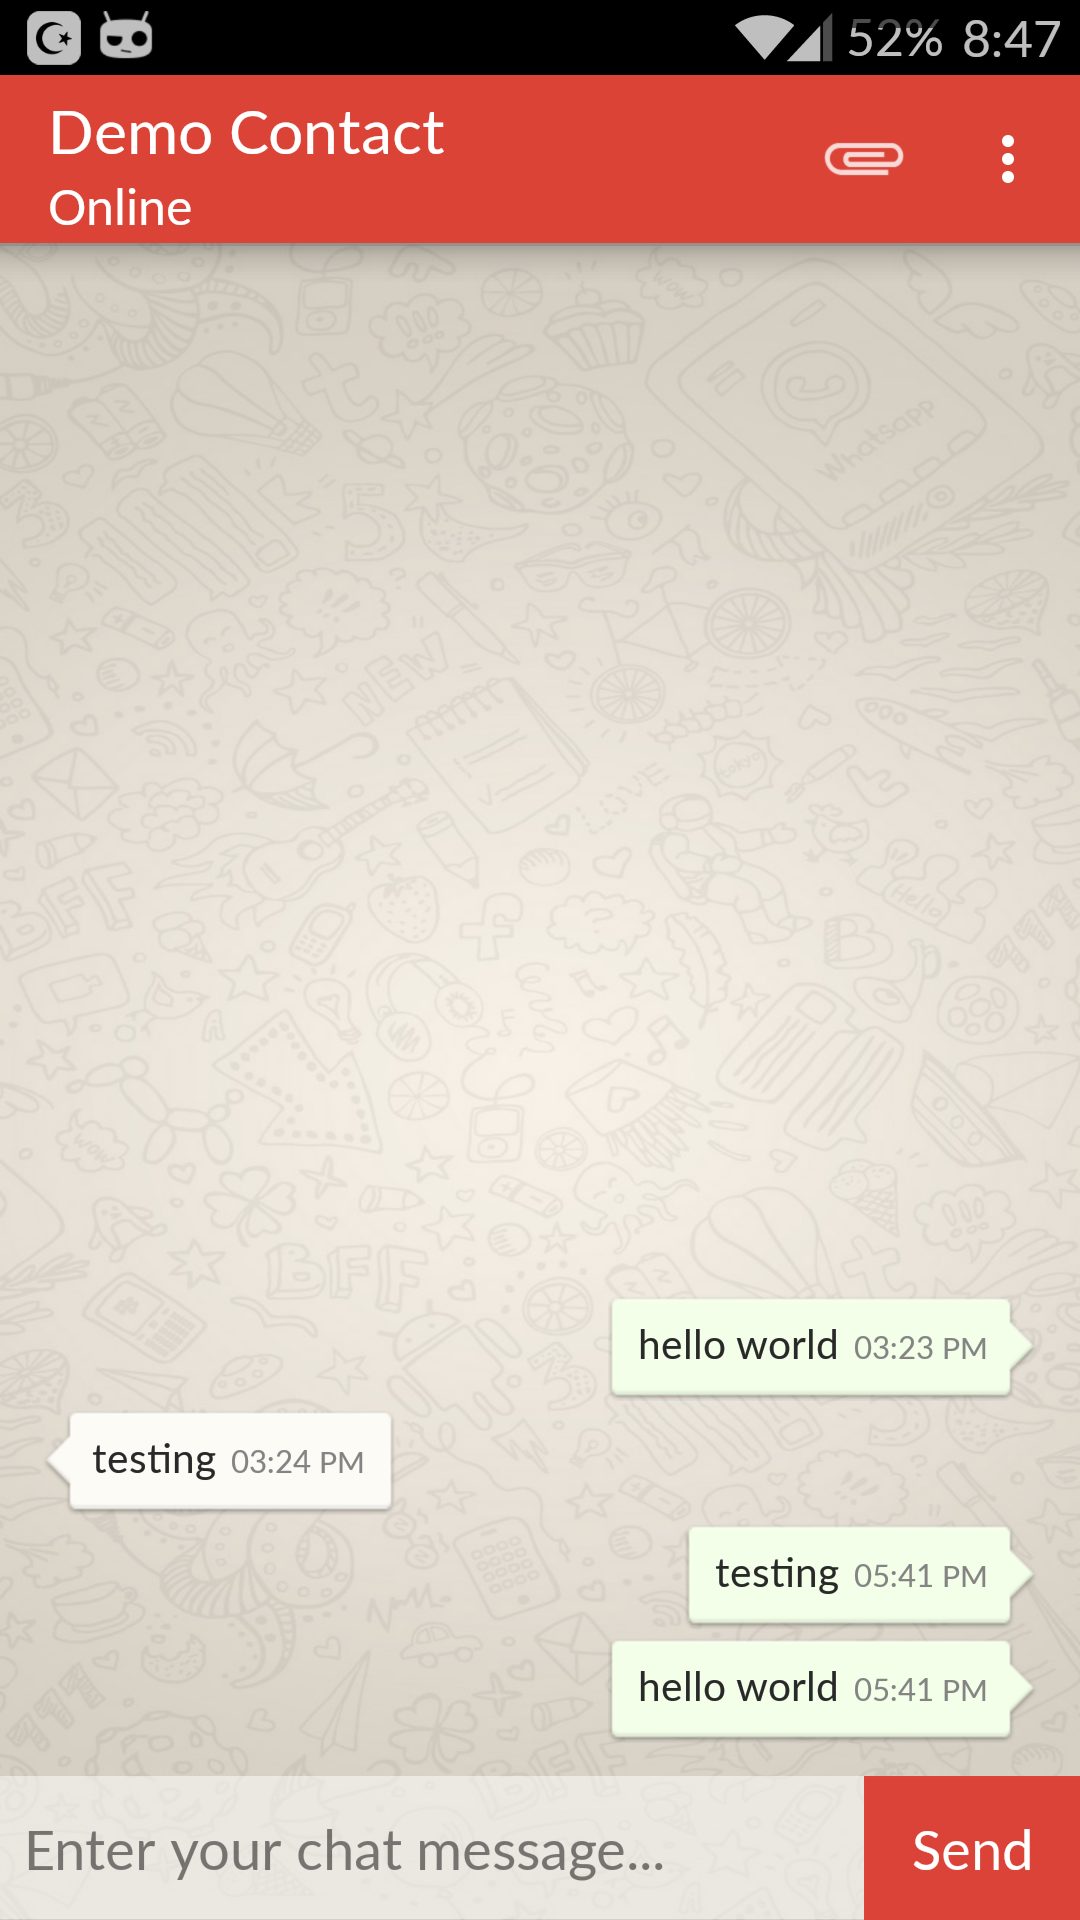 52% 8:47
Demo Contact
Online
Whatsapp
hello world 03:23 PM
testing 03:24 PM
testing 05:41 PM
hello world 05:41 PM
Enter your chat message...
Send